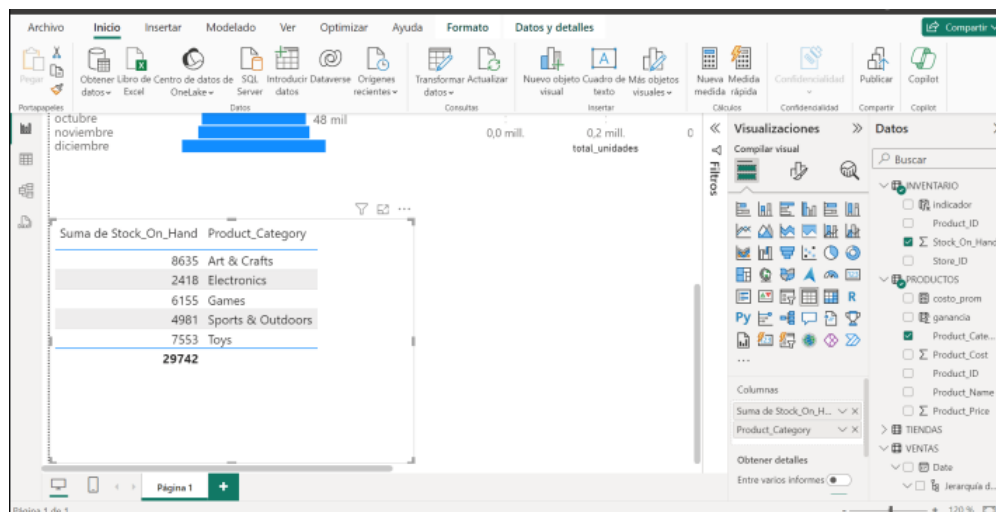 Archivo Inicio Insertar Modelado Ver Optimizar Ayuda Formato Datos y detalles Compartir
Pegar Obtener datos Libro de Excel Centro de datos de OneLake SQL Server Introducir datos Dataverse Orígenes recientes Transformar datos Actualizar Nuevo objeto visual Cuadro de texto Más objetos visuales Nueva medida Medida rápida Confidencialidad Publicar Copilot
Portapapeles Datos Consultas Insertar Cálculos Confidencialidad Compartir Copilot
octubre 48 mil
noviembre 0,0 mill. 0,2 mill. 0
diciembre total_unidades
Suma de Stock_On_Hand Product_Category
8635 Art & Crafts
2418 Electronics
6155 Games
4981 Sports & Outdoors
7553 Toys
29742
Filtros
Visualizaciones
Compilar visual
R
Py
Columnas
Suma de Stock_On_H...
Product_Category
Obtener detalles
Entre varios informes
Datos
Buscar
INVENTARIO
indicador
Product_ID
Stock_On_Hand
Store_ID
PRODUCTOS
costo_prom
ganancia
Product_Cate...
Product_Cost
Product_ID
Product_Name
Product_Price
TIENDAS
VENTAS
Date
Jerarquía d...
Página 1
Página 1 de 1 120 %